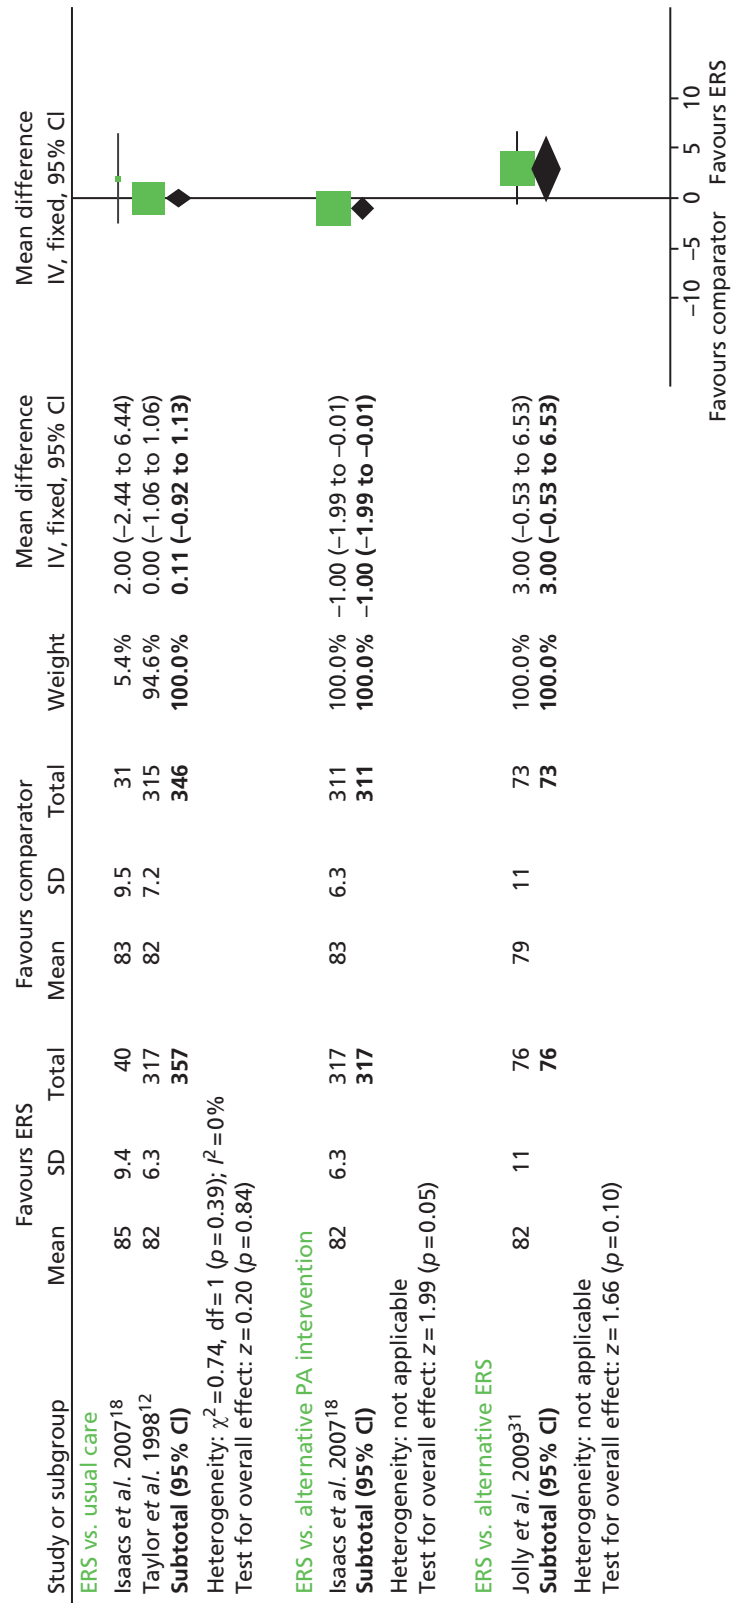 Favours ERS Favours comparator Mean difference Mean difference
Study or subgroup Mean SD Total Mean SD Total Weight IV, fixed, 95% CI IV, fixed, 95% CI
ERS vs. usual care
Isaacs et al. 2007¹⁸ 85 9.4 40 83 9.5 31 5.4% 2.00 (−2.44 to 6.44)
Taylor et al. 1998¹² 82 6.3 317 82 7.2 315 94.6% 0.00 (−1.06 to 1.06)
Subtotal (95% CI) 357 346 100.0% 0.11 (−0.92 to 1.13)
Heterogeneity: χ²=0.74, df=1 (p=0.39); I²=0%
Test for overall effect: z=0.20 (p=0.84)
ERS vs. alternative PA intervention
Isaacs et al. 2007¹⁸ 82 6.3 317 83 6.3 311 100.0% −1.00 (−1.99 to −0.01)
Subtotal (95% CI) 317 311 100.0% −1.00 (−1.99 to −0.01)
Heterogeneity: not applicable
Test for overall effect: z=1.99 (p=0.05)
ERS vs. alternative ERS
Jolly et al. 2009³¹ 82 11 76 79 11 73 100.0% 3.00 (−0.53 to 6.53)
Subtotal (95% CI) 76 73 100.0% 3.00 (−0.53 to 6.53)
Heterogeneity: not applicable
Test for overall effect: z=1.66 (p=0.10)
−10 −5 0 5 10
Favours comparator Favours ERS